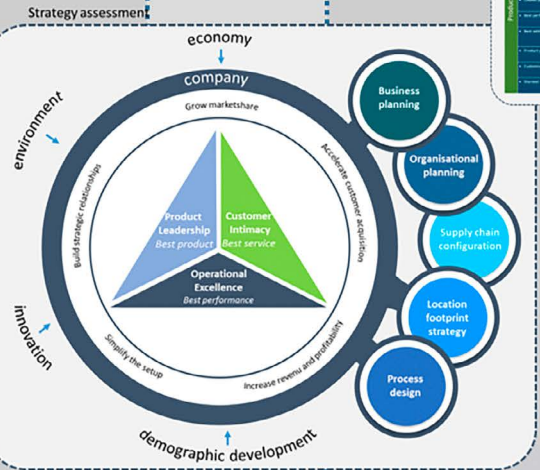 Strategy assessment
economy
company
Grow marketshare
environment
Build strategic relationships
Accelerate customer acquisition
Product
Leadership
Best product
Customer
Intimacy
Best service
Operational
Excellence
Best performance
innovation
Simplify the setup
Increase revenu and profitability
demographic development
Business
planning
Organisational
planning
Supply chain
configuration
Location
footprint
strategy
Process
design